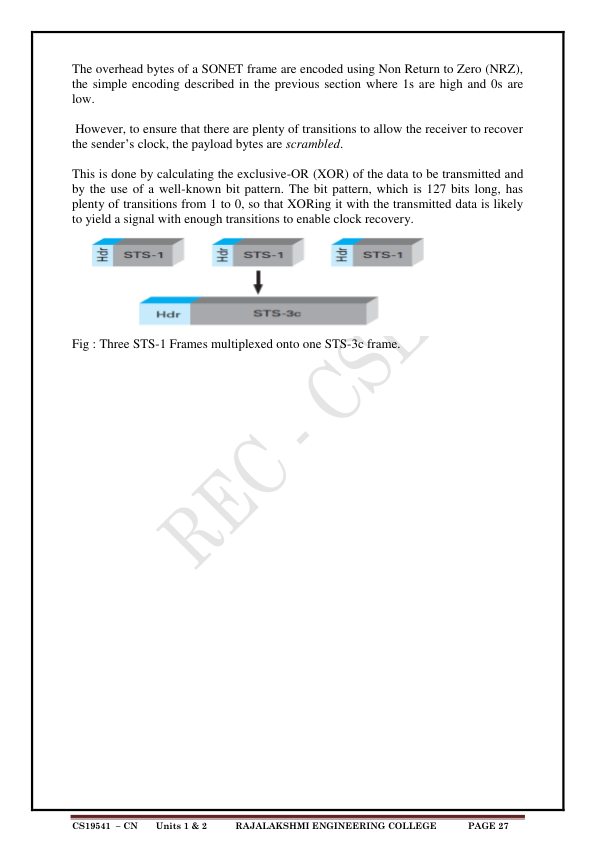 The overhead bytes of a SONET frame are encoded using Non Return to Zero (NRZ),
the simple encoding described in the previous section where 1s are high and 0s are
low.
However, to ensure that there are plenty of transitions to allow the receiver to recover
the sender’s clock, the payload bytes are scrambled.
This is done by calculating the exclusive-OR (XOR) of the data to be transmitted and
by the use of a well-known bit pattern. The bit pattern, which is 127 bits long, has
plenty of transitions from 1 to 0, so that XORing it with the transmitted data is likely
to yield a signal with enough transitions to enable clock recovery.
Hdr STS-1 Hdr STS-1 Hdr STS-1
Hdr STS-3c
Fig : Three STS-1 Frames multiplexed onto one STS-3c frame.
REC - CSE
CS19541 – CN Units 1 & 2 RAJALAKSHMI ENGINEERING COLLEGE PAGE 27